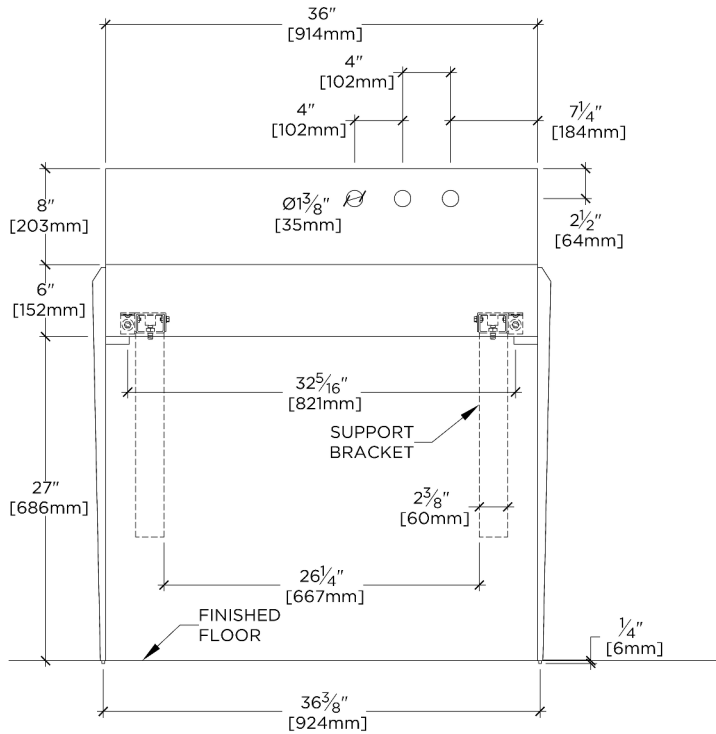 36"
[914mm]
4"
[102mm]
4"
[102mm]
7¼"
[184mm]
8"
[203mm]
Ø1⅜"
[35mm]
2½"
[64mm]
6"
[152mm]
32⁵⁄₁₆"
[821mm]
SUPPORT
BRACKET
27"
[686mm]
2⅜"
[60mm]
26¼"
[667mm]
FINISHED
FLOOR
¼"
[6mm]
36⅜"
[924mm]